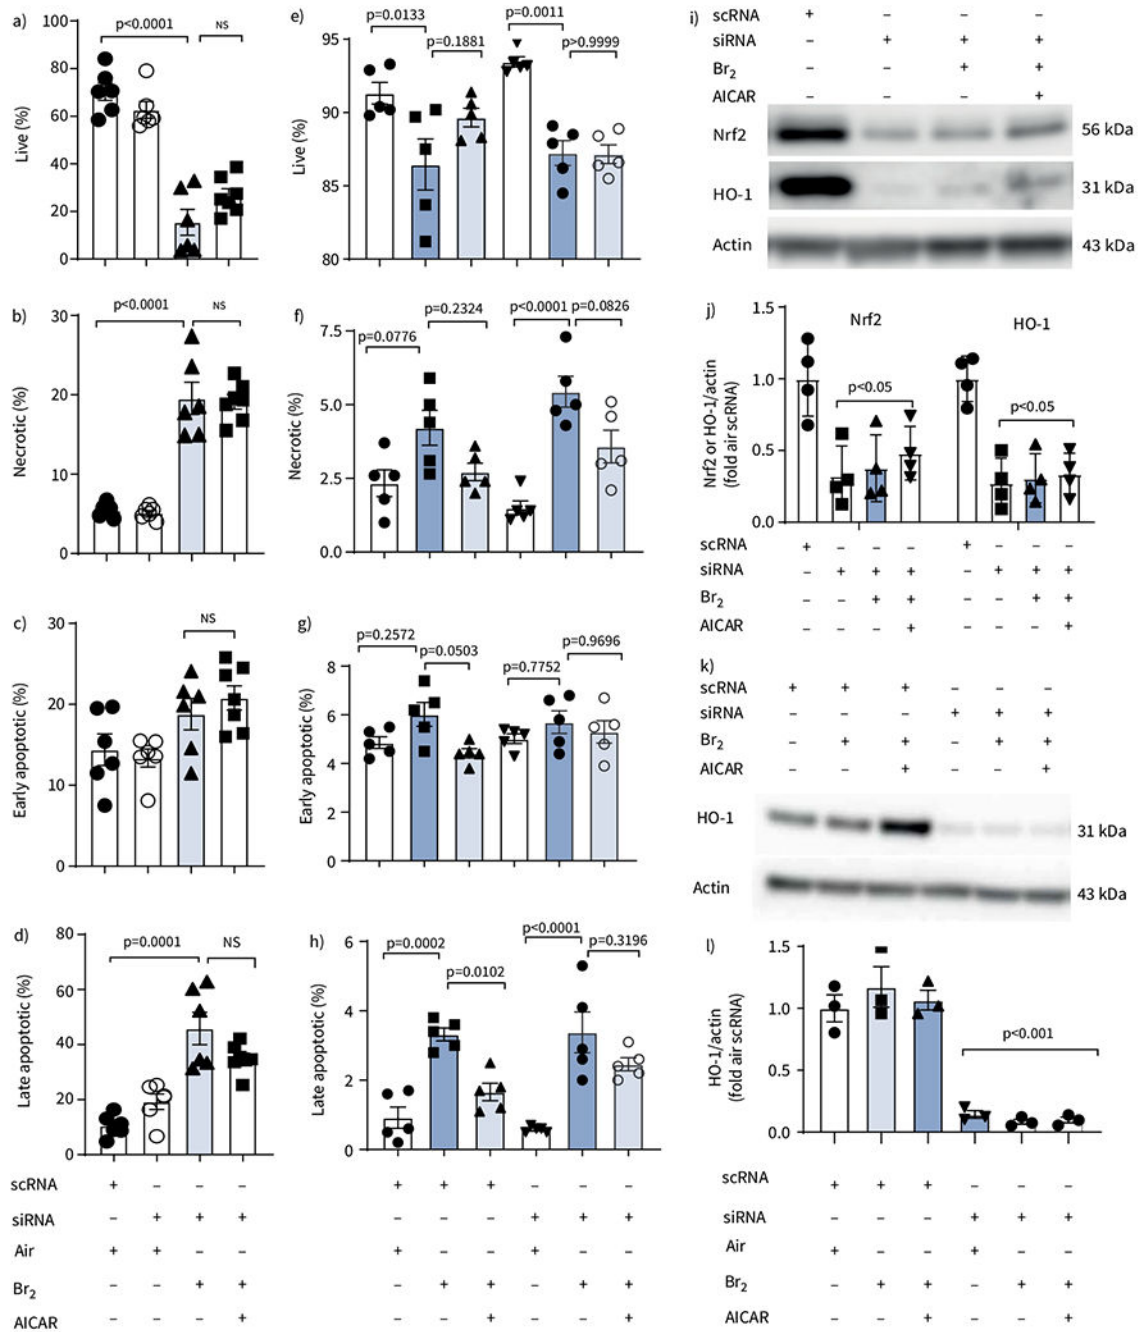 a)
p<0.0001
NS
Live (%)
100
80
60
40
20
0
b)
p<0.0001
NS
Necrotic (%)
30
20
10
0
c)
NS
Early apoptotic (%)
30
20
10
0
d)
p=0.0001
NS
Late apoptotic (%)
80
60
40
20
0
scRNA + – – –
siRNA – + + +
Air + + – –
Br2 – – + +
AICAR – – – +
e)
p=0.0133
p=0.1881
p=0.0011
p>0.9999
Live (%)
95
90
85
80
f)
p=0.0776
p=0.2324
p<0.0001
p=0.0826
Necrotic (%)
7.5
5.0
2.5
0.0
g)
p=0.2572
p=0.0503
p=0.7752
p=0.9696
Early apoptotic (%)
8
6
4
2
0
h)
p=0.0002
p=0.0102
p<0.0001
p=0.3196
Late apoptotic (%)
6
4
2
0
+ + + – – –
– – – + + +
+ – – + – –
– + + – + +
– – + – – +
i)
scRNA + – – –
siRNA – + + +
Br2 – – + +
AICAR – – – +
Nrf2 56 kDa
HO-1 31 kDa
Actin 43 kDa
j)
Nrf2 HO-1
p<0.05
p<0.05
Nrf2 or HO-1/actin
(fold air scRNA)
1.5
1.0
0.5
0.0
scRNA + – – – + – – –
siRNA – + + + – + + +
Br2 – – + + – – + +
AICAR – – – + – – – +
k)
scRNA + + + – – –
siRNA – – – + + +
Br2 – + + – + +
AICAR – – + – – +
HO-1 31 kDa
Actin 43 kDa
l)
p<0.001
HO-1/actin
(fold air scRNA)
1.5
1.0
0.5
0.0
scRNA + + + – – –
siRNA – – – + + +
Air + – – + – –
Br2 – + + – + +
AICAR – – + – – +